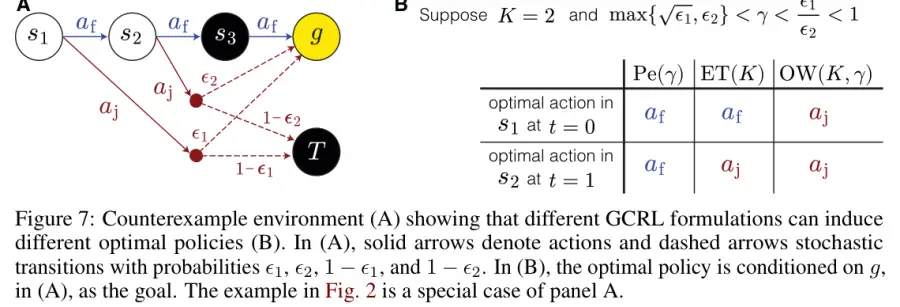 A
s1 af s2 af s3 af g
aj aj ϵ2
ϵ1 1-ϵ2
1-ϵ1 T
B Suppose K = 2 and max{√ϵ1, ϵ2} < γ < ϵ1/ϵ2 < 1
Pe(γ) ET(K) OW(K, γ)
optimal action in
s1 at t = 0 af af aj
optimal action in
s2 at t = 1 af aj aj
Figure 7: Counterexample environment (A) showing that different GCRL formulations can induce
different optimal policies (B). In (A), solid arrows denote actions and dashed arrows stochastic
transitions with probabilities ϵ1, ϵ2, 1 − ϵ1, and 1 − ϵ2. In (B), the optimal policy is conditioned on g,
in (A), as the goal. The example in Fig. 2 is a special case of panel A.